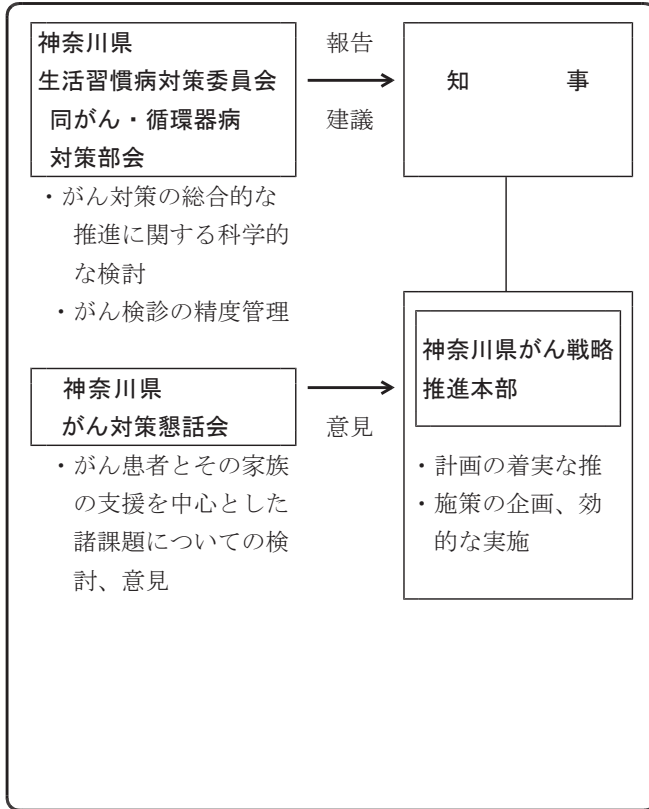 神奈川県
生活習慣病対策委員会
同がん・循環器病
対策部会
報告
建議
知　　　事
・がん対策の総合的な
推進に関する科学的
な検討
・がん検診の精度管理
神奈川県
がん対策懇話会
意見
神奈川県がん戦略
推進本部
・がん患者とその家族
の支援を中心とした
諸課題についての検
討、意見
・計画の着実な推
・施策の企画、効
的な実施